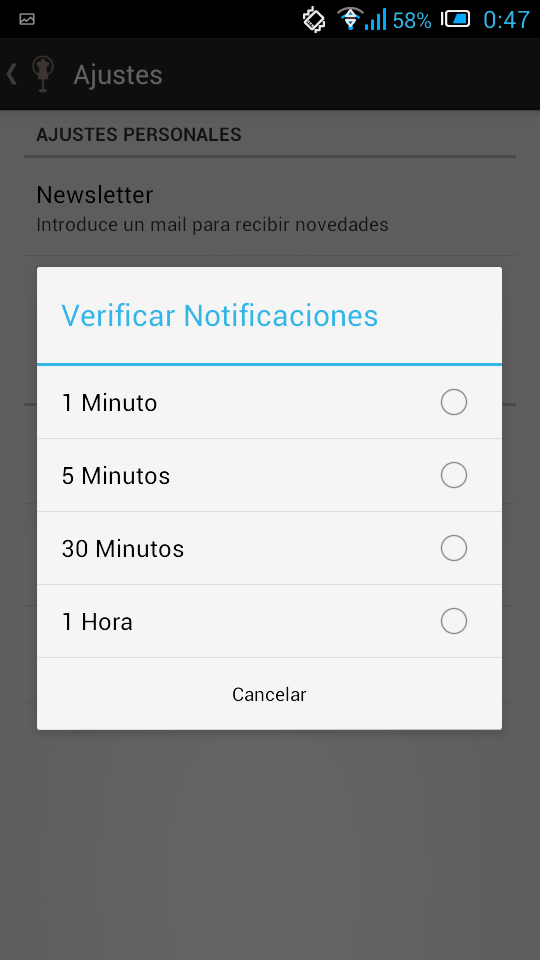 58% 0:47
Ajustes
AJUSTES PERSONALES
Newsletter
Introduce un mail para recibir novedades
Verificar Notificaciones
1 Minuto
5 Minutos
30 Minutos
1 Hora
Cancelar